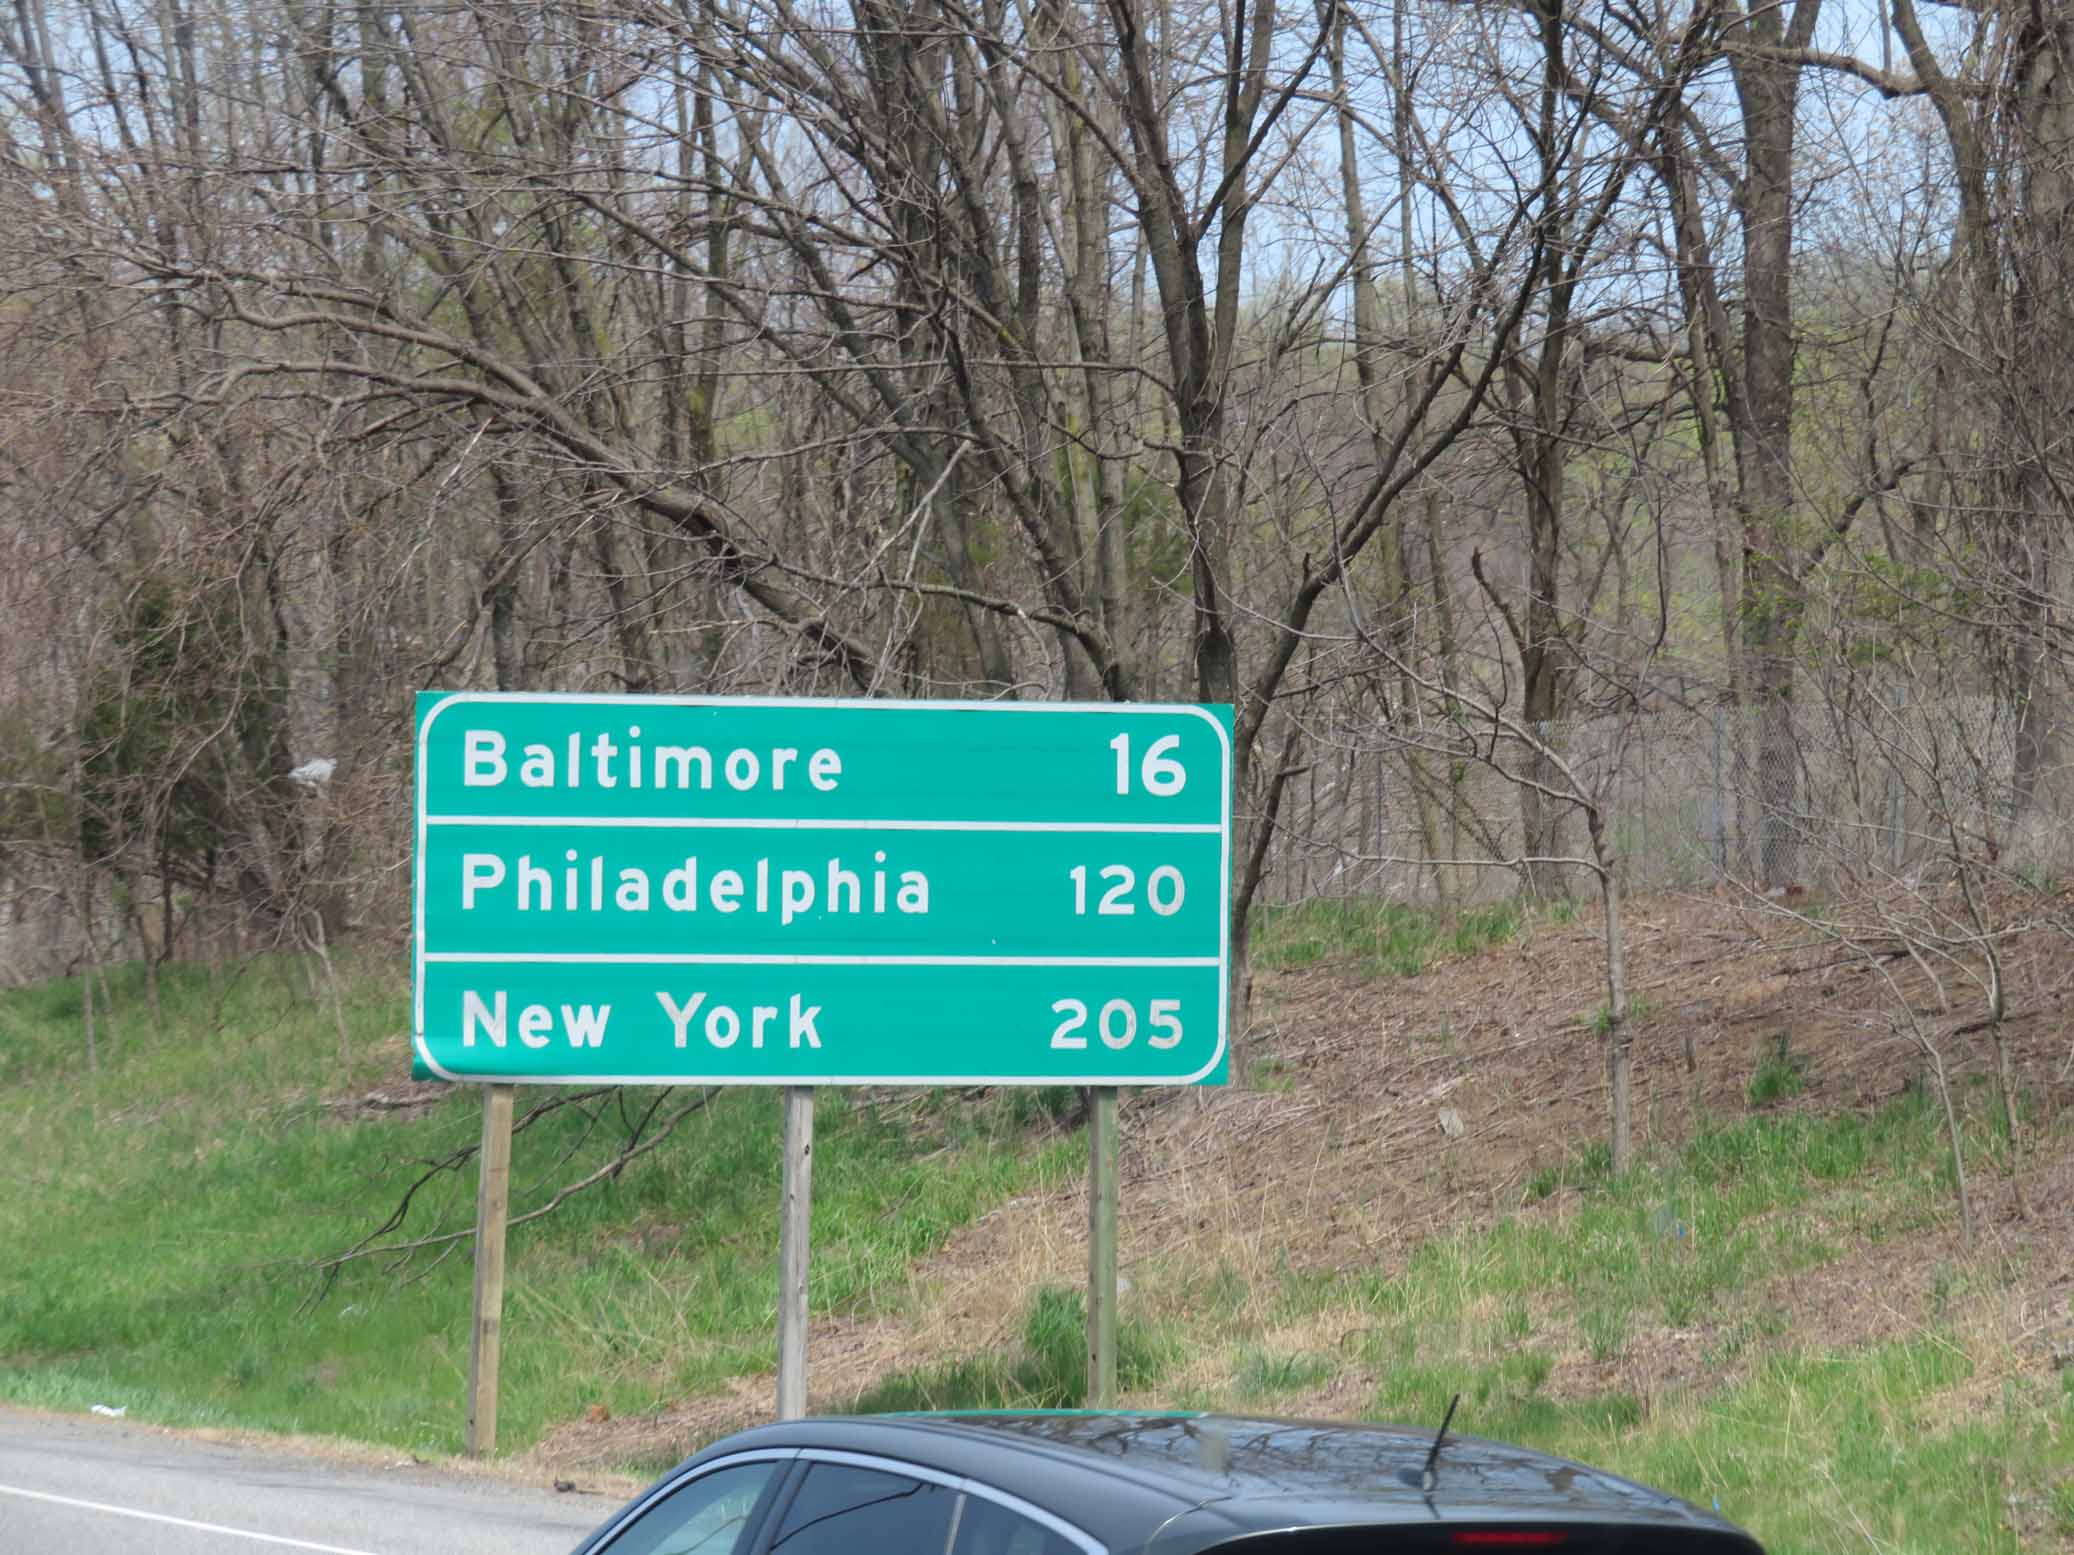 Baltimore 16
Philadelphia 120
New York 205